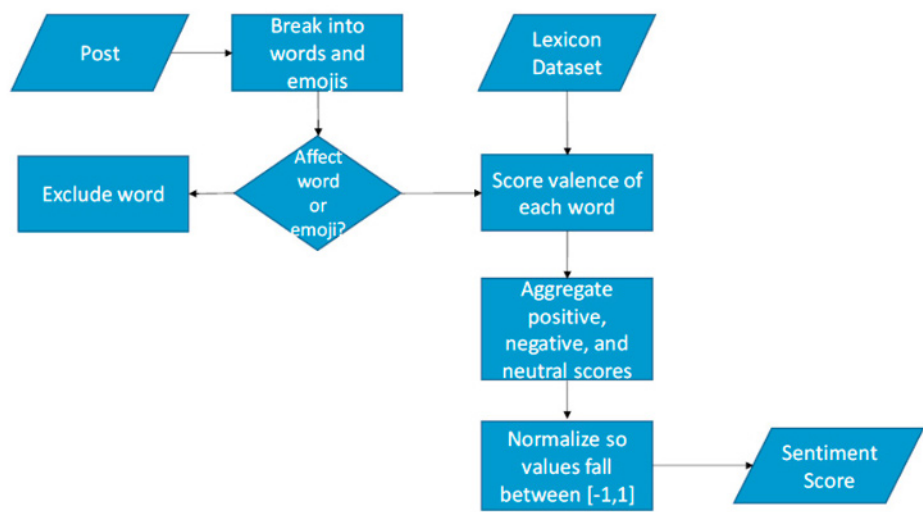 Post
Break into
words and
emojis
Lexicon
Dataset
Exclude word
Affect
word
or
emoji?
Score valence of
each word
Aggregate
positive,
negative, and
neutral scores
Normalize so
values fall
between [-1,1]
Sentiment
Score